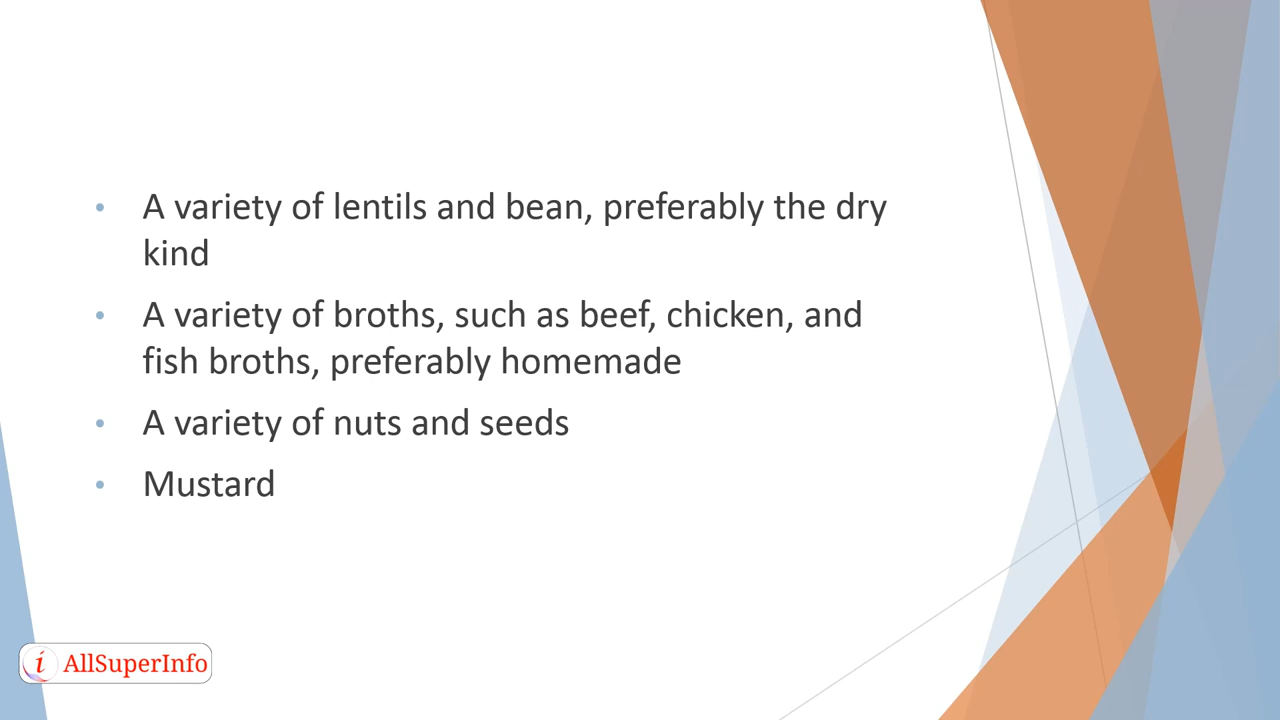 • A variety of lentils and bean, preferably the dry
kind
• A variety of broths, such as beef, chicken, and
fish broths, preferably homemade
• A variety of nuts and seeds
• Mustard
i AllSuperInfo